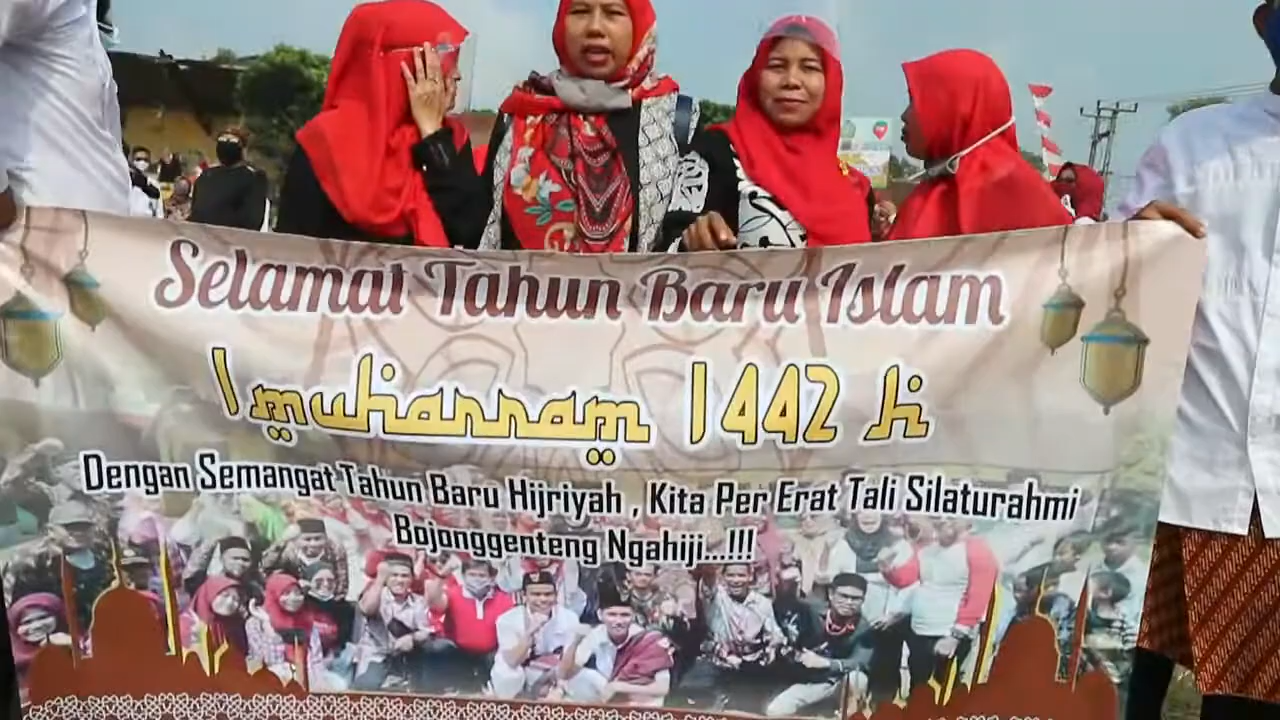 Selamat Tahun Baru Islam
1 muharram 1442 h
Dengan Semangat Tahun Baru Hijriyah , Kita Per Erat Tali Silaturahmi
Bojonggenteng Ngahiji...!!!